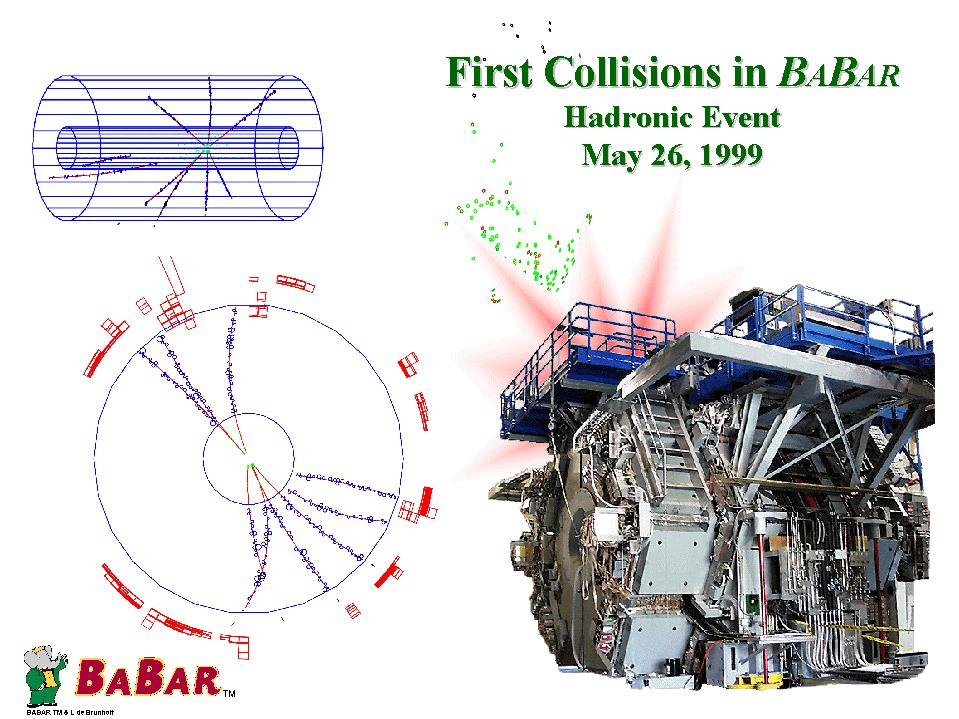 First Collisions in BABAR
Hadronic Event
May 26, 1999
BABAR TM
BABAR TM & L. de Brunhoff